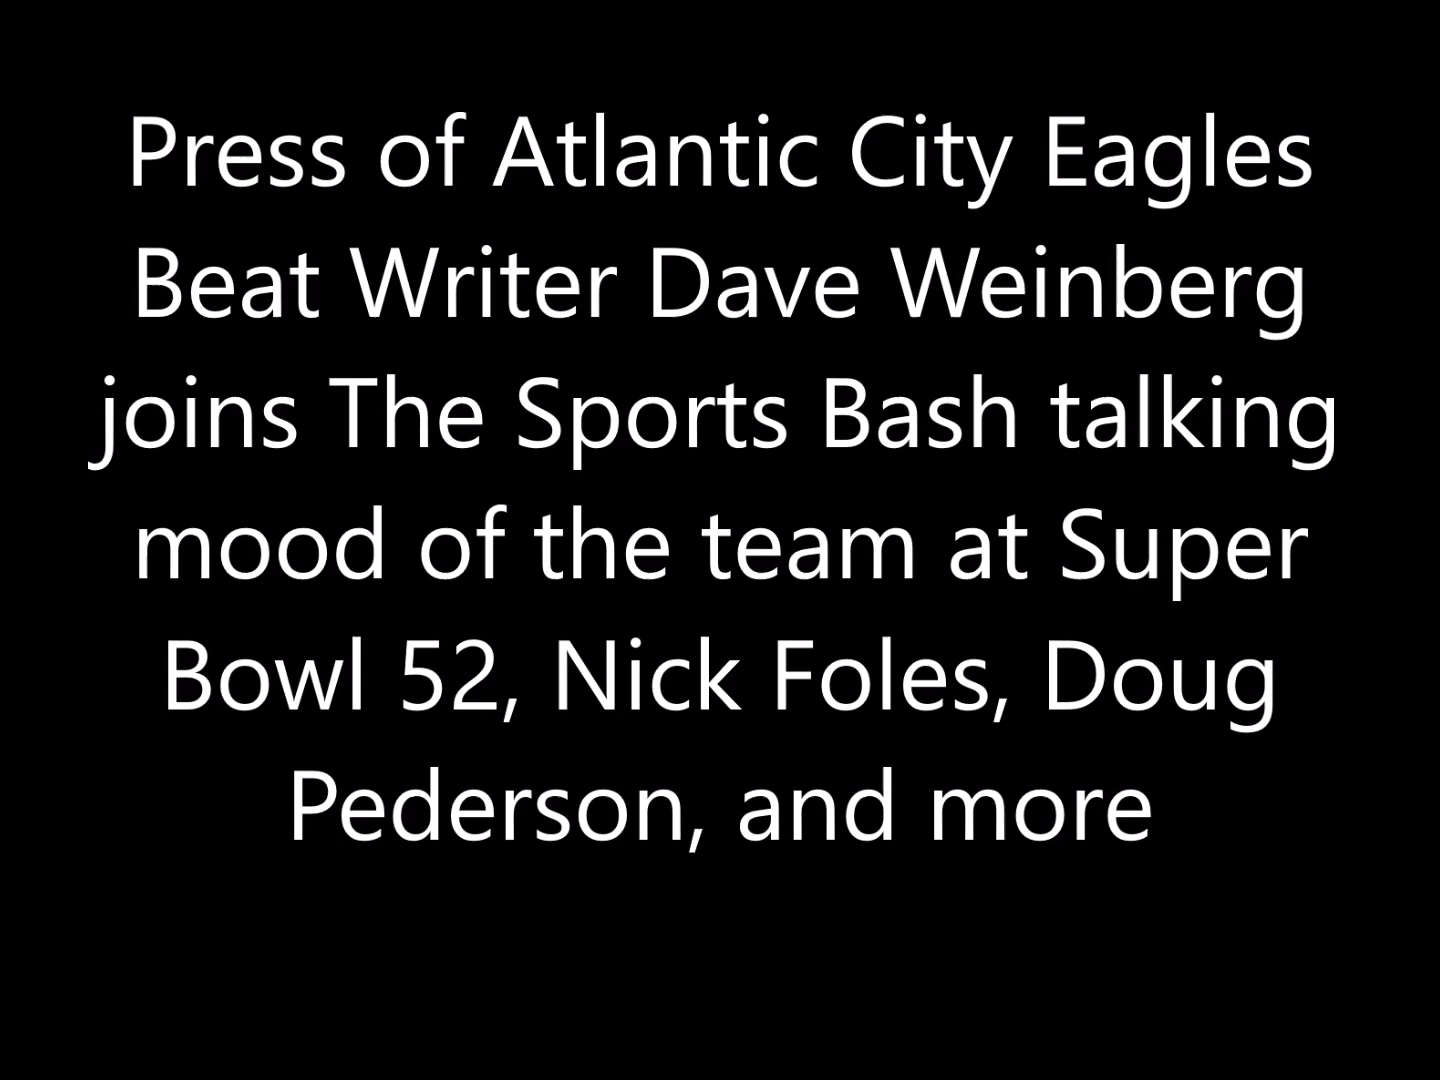 Press of Atlantic City Eagles
Beat Writer Dave Weinberg
joins The Sports Bash talking
mood of the team at Super
Bowl 52, Nick Foles, Doug
Pederson, and more